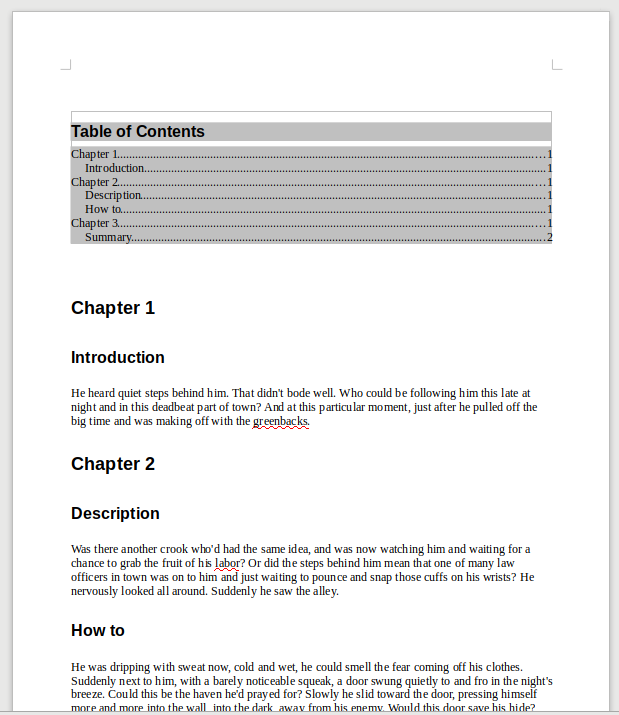 Table of Contents
Chapter 1.....................................................................................................................................................1
Introduction.............................................................................................................................................1
Chapter 2.....................................................................................................................................................1
Description..............................................................................................................................................1
How to.....................................................................................................................................................1
Chapter 3.....................................................................................................................................................1
Summary.................................................................................................................................................2
Chapter 1
Introduction
He heard quiet steps behind him. That didn't bode well. Who could be following him this late at
night and in this deadbeat part of town? And at this particular moment, just after he pulled off the
big time and was making off with the greenbacks.
Chapter 2
Description
Was there another crook who'd had the same idea, and was now watching him and waiting for a
chance to grab the fruit of his labor? Or did the steps behind him mean that one of many law
officers in town was on to him and just waiting to pounce and snap those cuffs on his wrists? He
nervously looked all around. Suddenly he saw the alley.
How to
He was dripping with sweat now, cold and wet, he could smell the fear coming off his clothes.
Suddenly next to him, with a barely noticeable squeak, a door swung quietly to and fro in the night's
breeze. Could this be the haven he'd prayed for? Slowly he slid toward the door, pressing himself
more and more into the wall, into the dark, away from his enemy. Would this door save his hide?